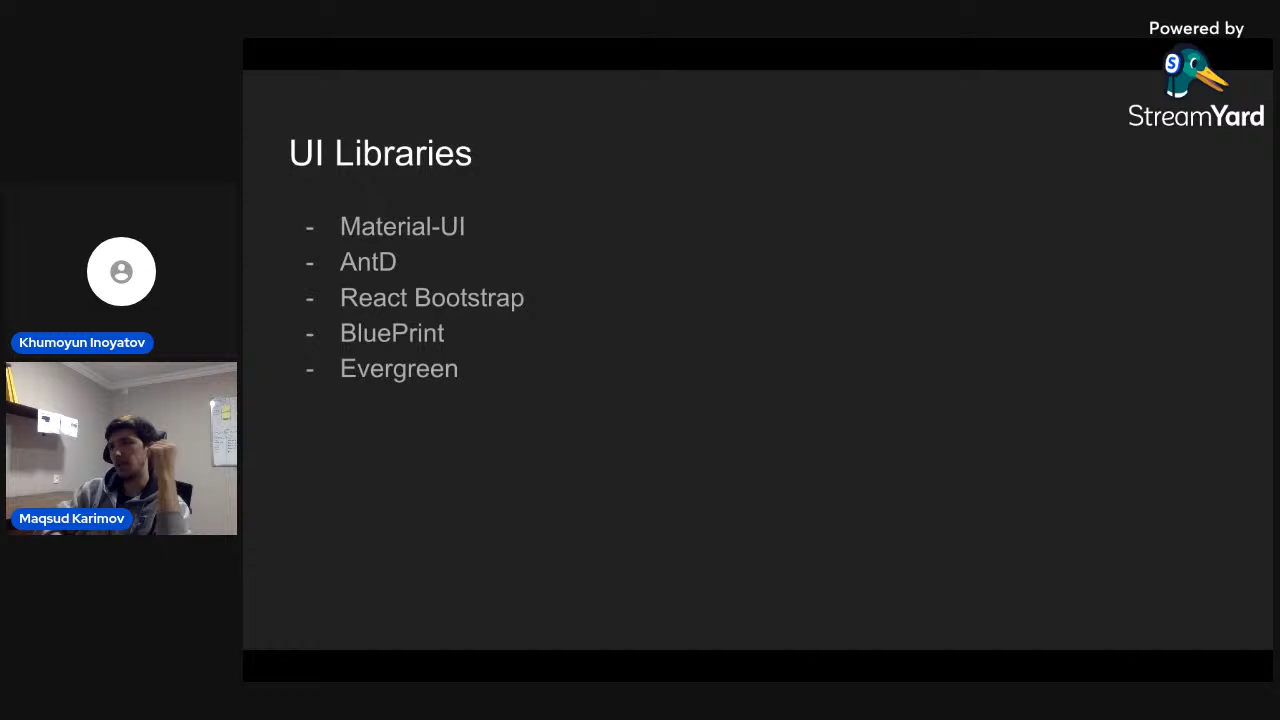 Powered by
StreamYard
UI Libraries
- Material-UI
- AntD
- React Bootstrap
- BluePrint
- Evergreen
Khumoyun Inoyatov
Maqsud Karimov